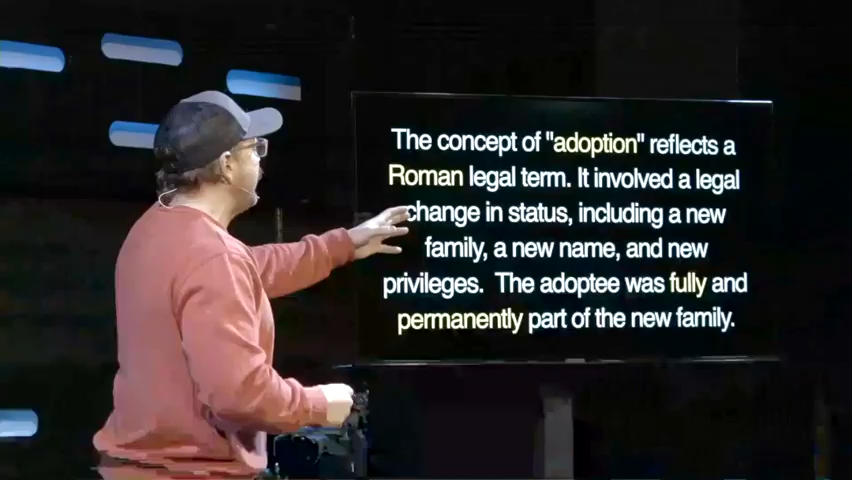 The concept of "adoption" reflects a
Roman legal term. It involved a legal
change in status, including a new
family, a new name, and new
privileges.  The adoptee was fully and
permanently part of the new family.